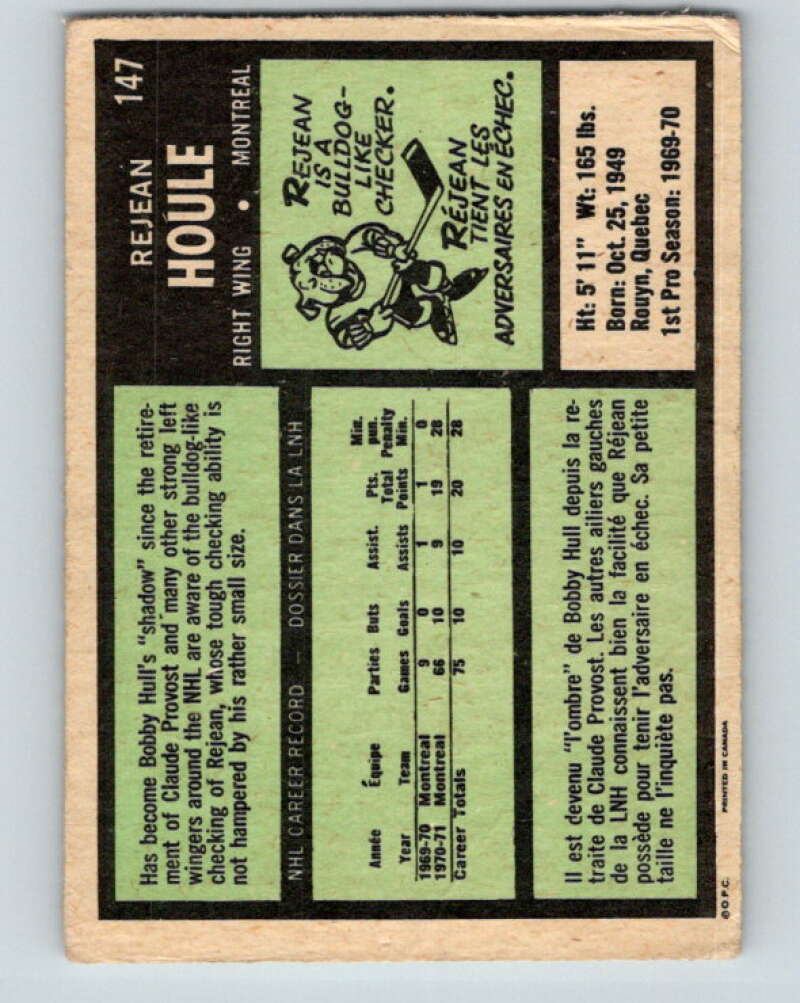 147
REJEAN
HOULE
RIGHT WING • MONTREAL
Has become Bobby Hull's "shadow" since the retire-
ment of Claude Provost and many other strong left
wingers around the NHL are aware of the bulldog-like
checking of Rejean, whose tough checking ability is
not hampered by his rather small size.
REJEAN
IS A
BULLDOG-
LIKE
CHECKER.
RÉJEAN
TIENT LES
ADVERSAIRES EN ÉCHEC.
NHL CAREER RECORD — DOSSIER DANS LA LNH
Année Équipe Parties Buts Assist. Pts. Total Min. pun.
Year Team Games Goals Assists Points Penalty Min.
1969-70 Montreal 9 0 1 1 0
1970-71 Montreal 66 10 9 19 28
Career Totals 75 10 10 20 28
Ht: 5' 11" Wt: 165 lbs.
Born: Oct. 25, 1949
Rouyn, Quebec
1st Pro Season: 1969-70
Il est devenu "l'ombre" de Bobby Hull depuis la re-
traite de Claude Provost. Les autres ailiers gauches
de la LNH connaissent bien la facilité que Réjean
possède pour tenir l'adversaire en échec. Sa petite
taille ne l'inquiète pas.
© O.P.C. PRINTED IN CANADA